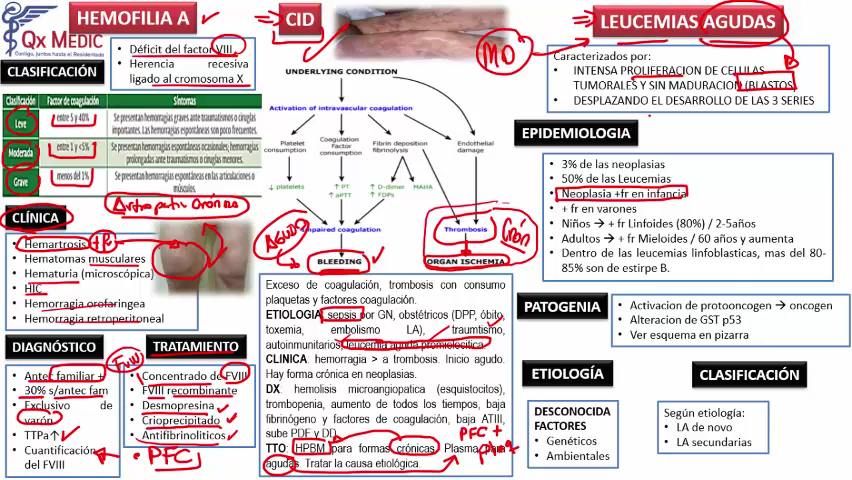 Qx MEDIC
Contigo, Juntos hasta el Residentado
HEMOFILIA A
Déficit del factor VIII
Herencia recesiva
ligado al cromosoma X
CLASIFICACIÓN
Clasificación Factor de coagulación Síntomas
Leve entre 5 y 40% Se presentan hemorragias graves ante traumatismos o cirugías
importantes. Las hemorragias espontáneas son poco frecuentes.
Moderada entre 1 y <5% Se presentan hemorragias espontáneas ocasionales; hemorragias
prolongadas ante traumatismos o cirugías menores.
Grave menos del 1% Se presentan hemorragias espontáneas en las articulaciones o
músculos.
CLÍNICA
Hemartrosis +fr
Hematomas musculares
Hematuria (microscópica)
HIC
Hemorragia orofaringea
Hemorragia retroperitoneal
DIAGNÓSTICO
Antec familiar +
30% s/antec fam
Exclusivo de
varón
TTPa↑
Cuantificación
del FVIII
TRATAMIENTO
Concentrado de FVIII
FVIII recombinante
Desmopresina
Crioprecipitado
Antifibrinolíticos
PFC
CID
UNDERLYING CONDITION
Activation of intravascular coagulation
Platelet
consumption
Coagulation
Factor
consumption
Fibrin deposition
fibrinolysis
Endothelial
damage
↓ platelets
↑ PT
↑ aPTT
↑ D-dimer
↑ FDPs
MAHA
Impaired coagulation
Thrombosis
BLEEDING
ORGAN ISCHEMIA
AGUDO
Crón
Exceso de coagulación, trombosis con consumo
plaquetas y factores coagulación.
ETIOLOGIA: sepsis por GN, obstétricos (DPP, óbito,
toxemia, embolismo LA), traumtismo,
autoinmunitarios, leucemia aguda promielocitica.
CLINICA: hemorragia > a trombosis. Inicio agudo.
Hay forma crónica en neoplasias.
DX: hemolisis microangiopatica (esquistocitos),
trombopenia, aumento de todos los tiempos, baja
fibrinógeno y factores de coagulación, baja ATIII,
sube PDF y DD.
PFC +
TTO: HPBM para formas crónicas. Plasma para
agudas. Tratar la causa etiológica.
MO
LEUCEMIAS AGUDAS
Caracterizados por:
INTENSA PROLIFERACION DE CELULAS
TUMORALES Y SIN MADURACION (BLASTOS
DESPLAZANDO EL DESARROLLO DE LAS 3 SERIES
EPIDEMIOLOGIA
3% de las neoplasias
50% de las Leucemias
Neoplasia +fr en infancia
+ fr en varones
Niños → + fr Linfoides (80%) / 2-5años
Adultos → + fr Mieloides / 60 años y aumenta
Dentro de las leucemias linfoblasticas, mas del 80-
85% son de estirpe B.
PATOGENIA
Activacion de protooncogen → oncogen
Alteracion de GST p53
Ver esquema en pizarra
ETIOLOGÍA
DESCONOCIDA
FACTORES
Genéticos
Ambientales
CLASIFICACIÓN
Según etiología:
LA de novo
LA secundarias